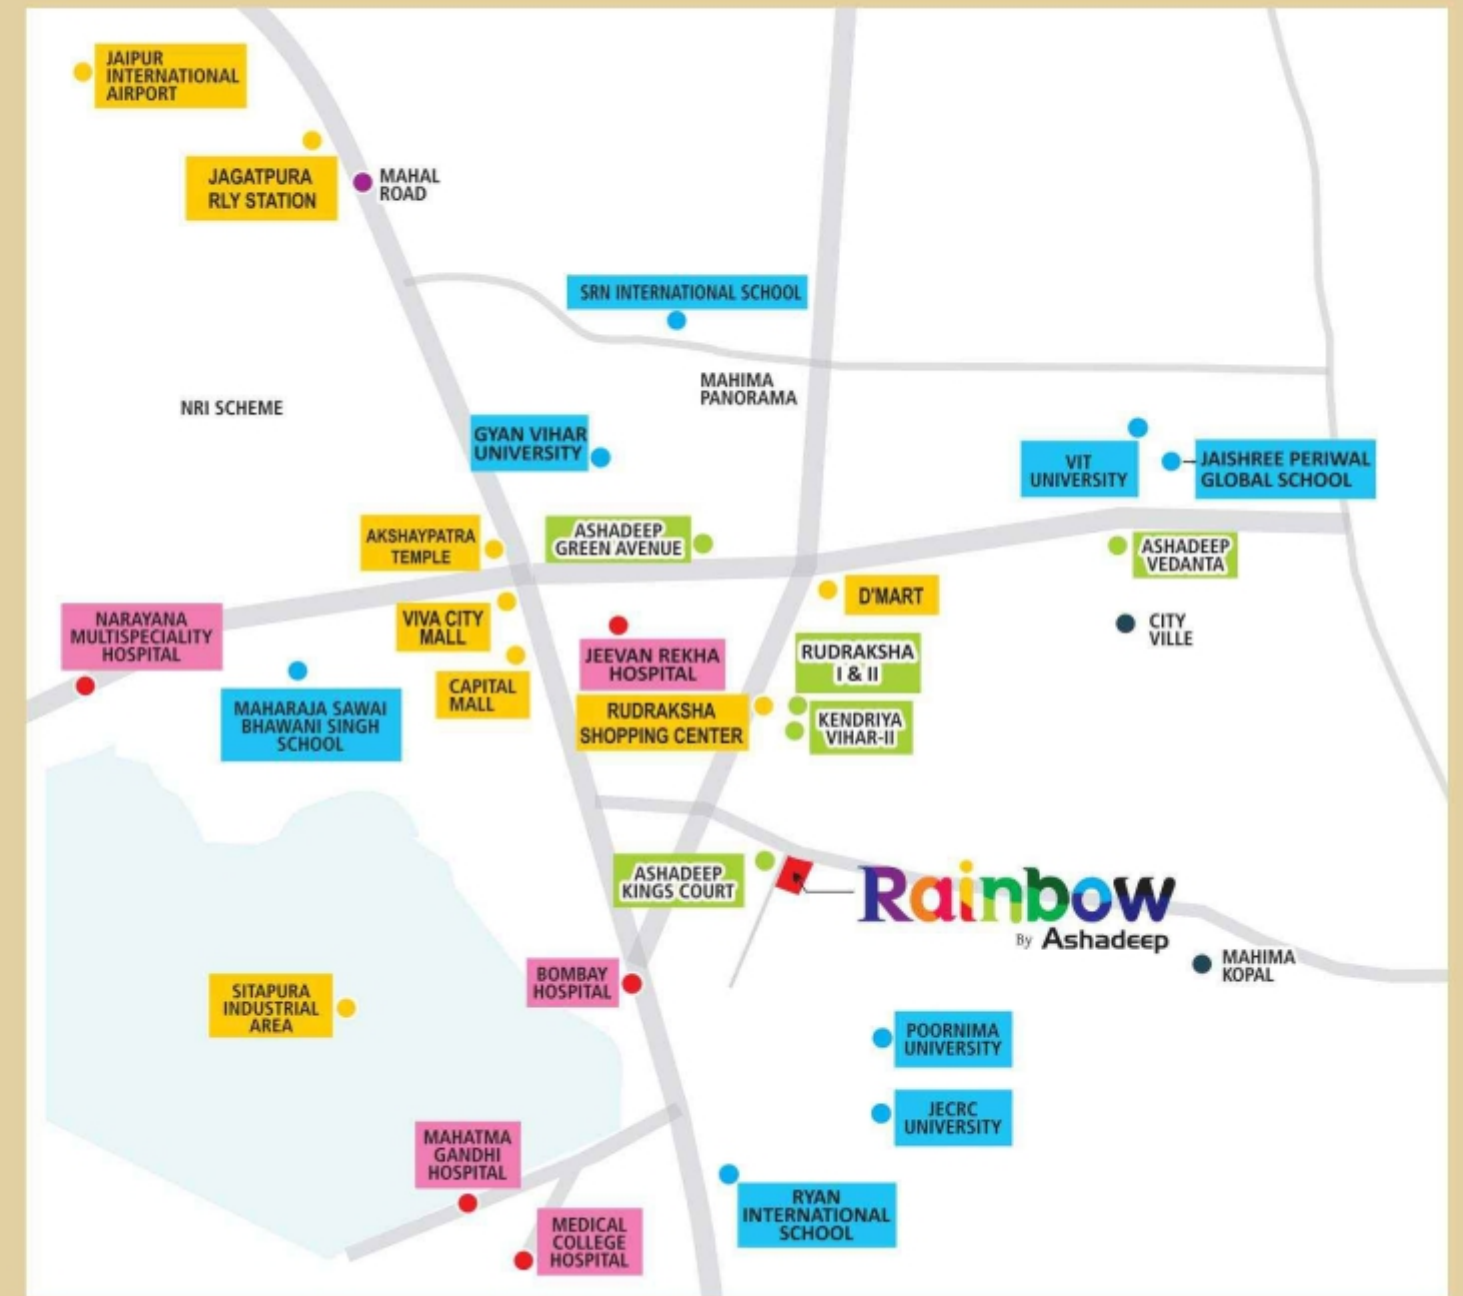 JAIPUR
INTERNATIONAL
AIRPORT
JAGATPURA
RLY STATION
MAHAL
ROAD
SRN INTERNATIONAL SCHOOL
MAHIMA
PANORAMA
NRI SCHEME
GYAN VIHAR
UNIVERSITY
VIT
UNIVERSITY
JAISHREE PERIWAL
GLOBAL SCHOOL
AKSHAYPATRA
TEMPLE
ASHADEEP
GREEN AVENUE
ASHADEEP
VEDANTA
D'MART
NARAYANA
MULTISPECIALITY
HOSPITAL
VIVA CITY
MALL
CITY
VILLE
JEEVAN REKHA
HOSPITAL
RUDRAKSHA
I & II
CAPITAL
MALL
MAHARAJA SAWAI
BHAWANI SINGH
SCHOOL
RUDRAKSHA
SHOPPING CENTER
KENDRIYA
VIHAR-II
ASHADEEP
KINGS COURT
Rainbow
By Ashadeep
MAHIMA
KOPAL
BOMBAY
HOSPITAL
SITAPURA
INDUSTRIAL
AREA
POORNIMA
UNIVERSITY
JECRC
UNIVERSITY
MAHATMA
GANDHI
HOSPITAL
RYAN
INTERNATIONAL
SCHOOL
MEDICAL
COLLEGE
HOSPITAL